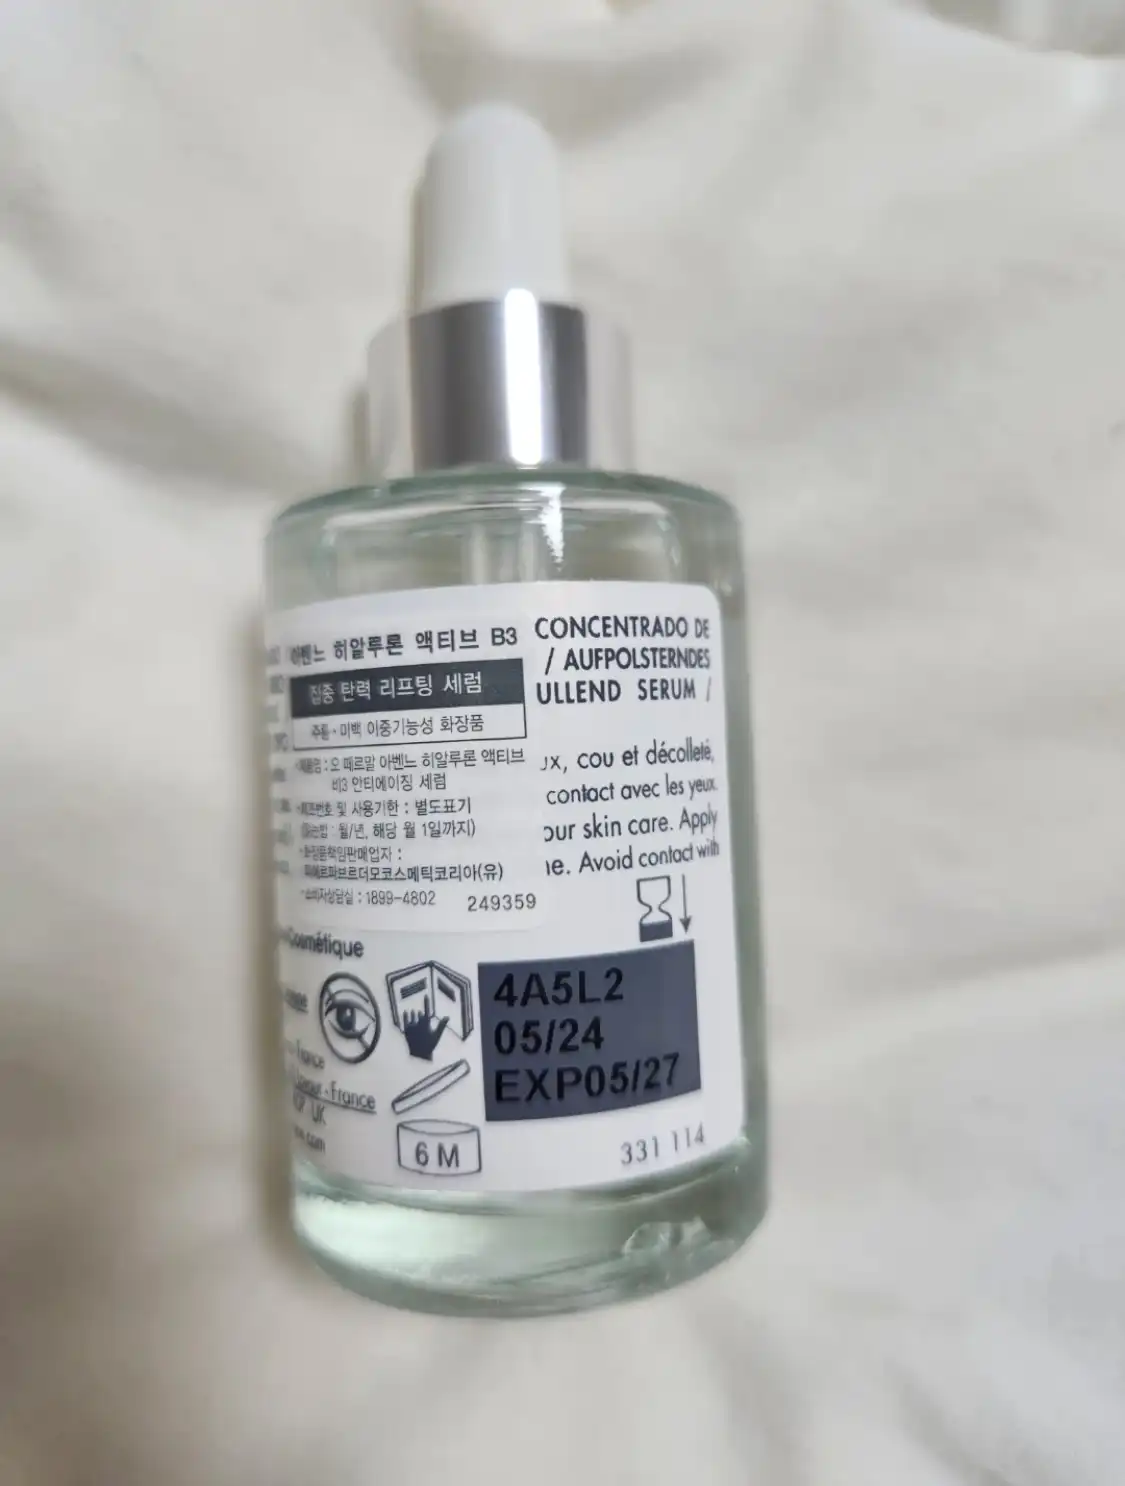 아벤느 히알루론 액티브 B3
집중 탄력 리프팅 세럼
주름·미백 이중기능성 화장품
제품명 : 오 떼르말 아벤느 히알루론 액티브
비3 안티에이징 세럼
제조번호 및 사용기한 : 별도표기
(읽는법 : 월/년, 해당 월 1일까지)
·화장품책임판매업자 :
피에르파브르더모코스메틱코리아(유)
·소비자상담실 : 1899-4802
249359
CONCENTRADO DE
/ AUFPOLSTERNDES
ULLEND SERUM /
cou et décolleté,
contact avec les yeux.
our skin care. Apply
Avoid contact with
Cosmétique
France
France
UK
4A5L2
05/24
EXP05/27
6 M
331 114